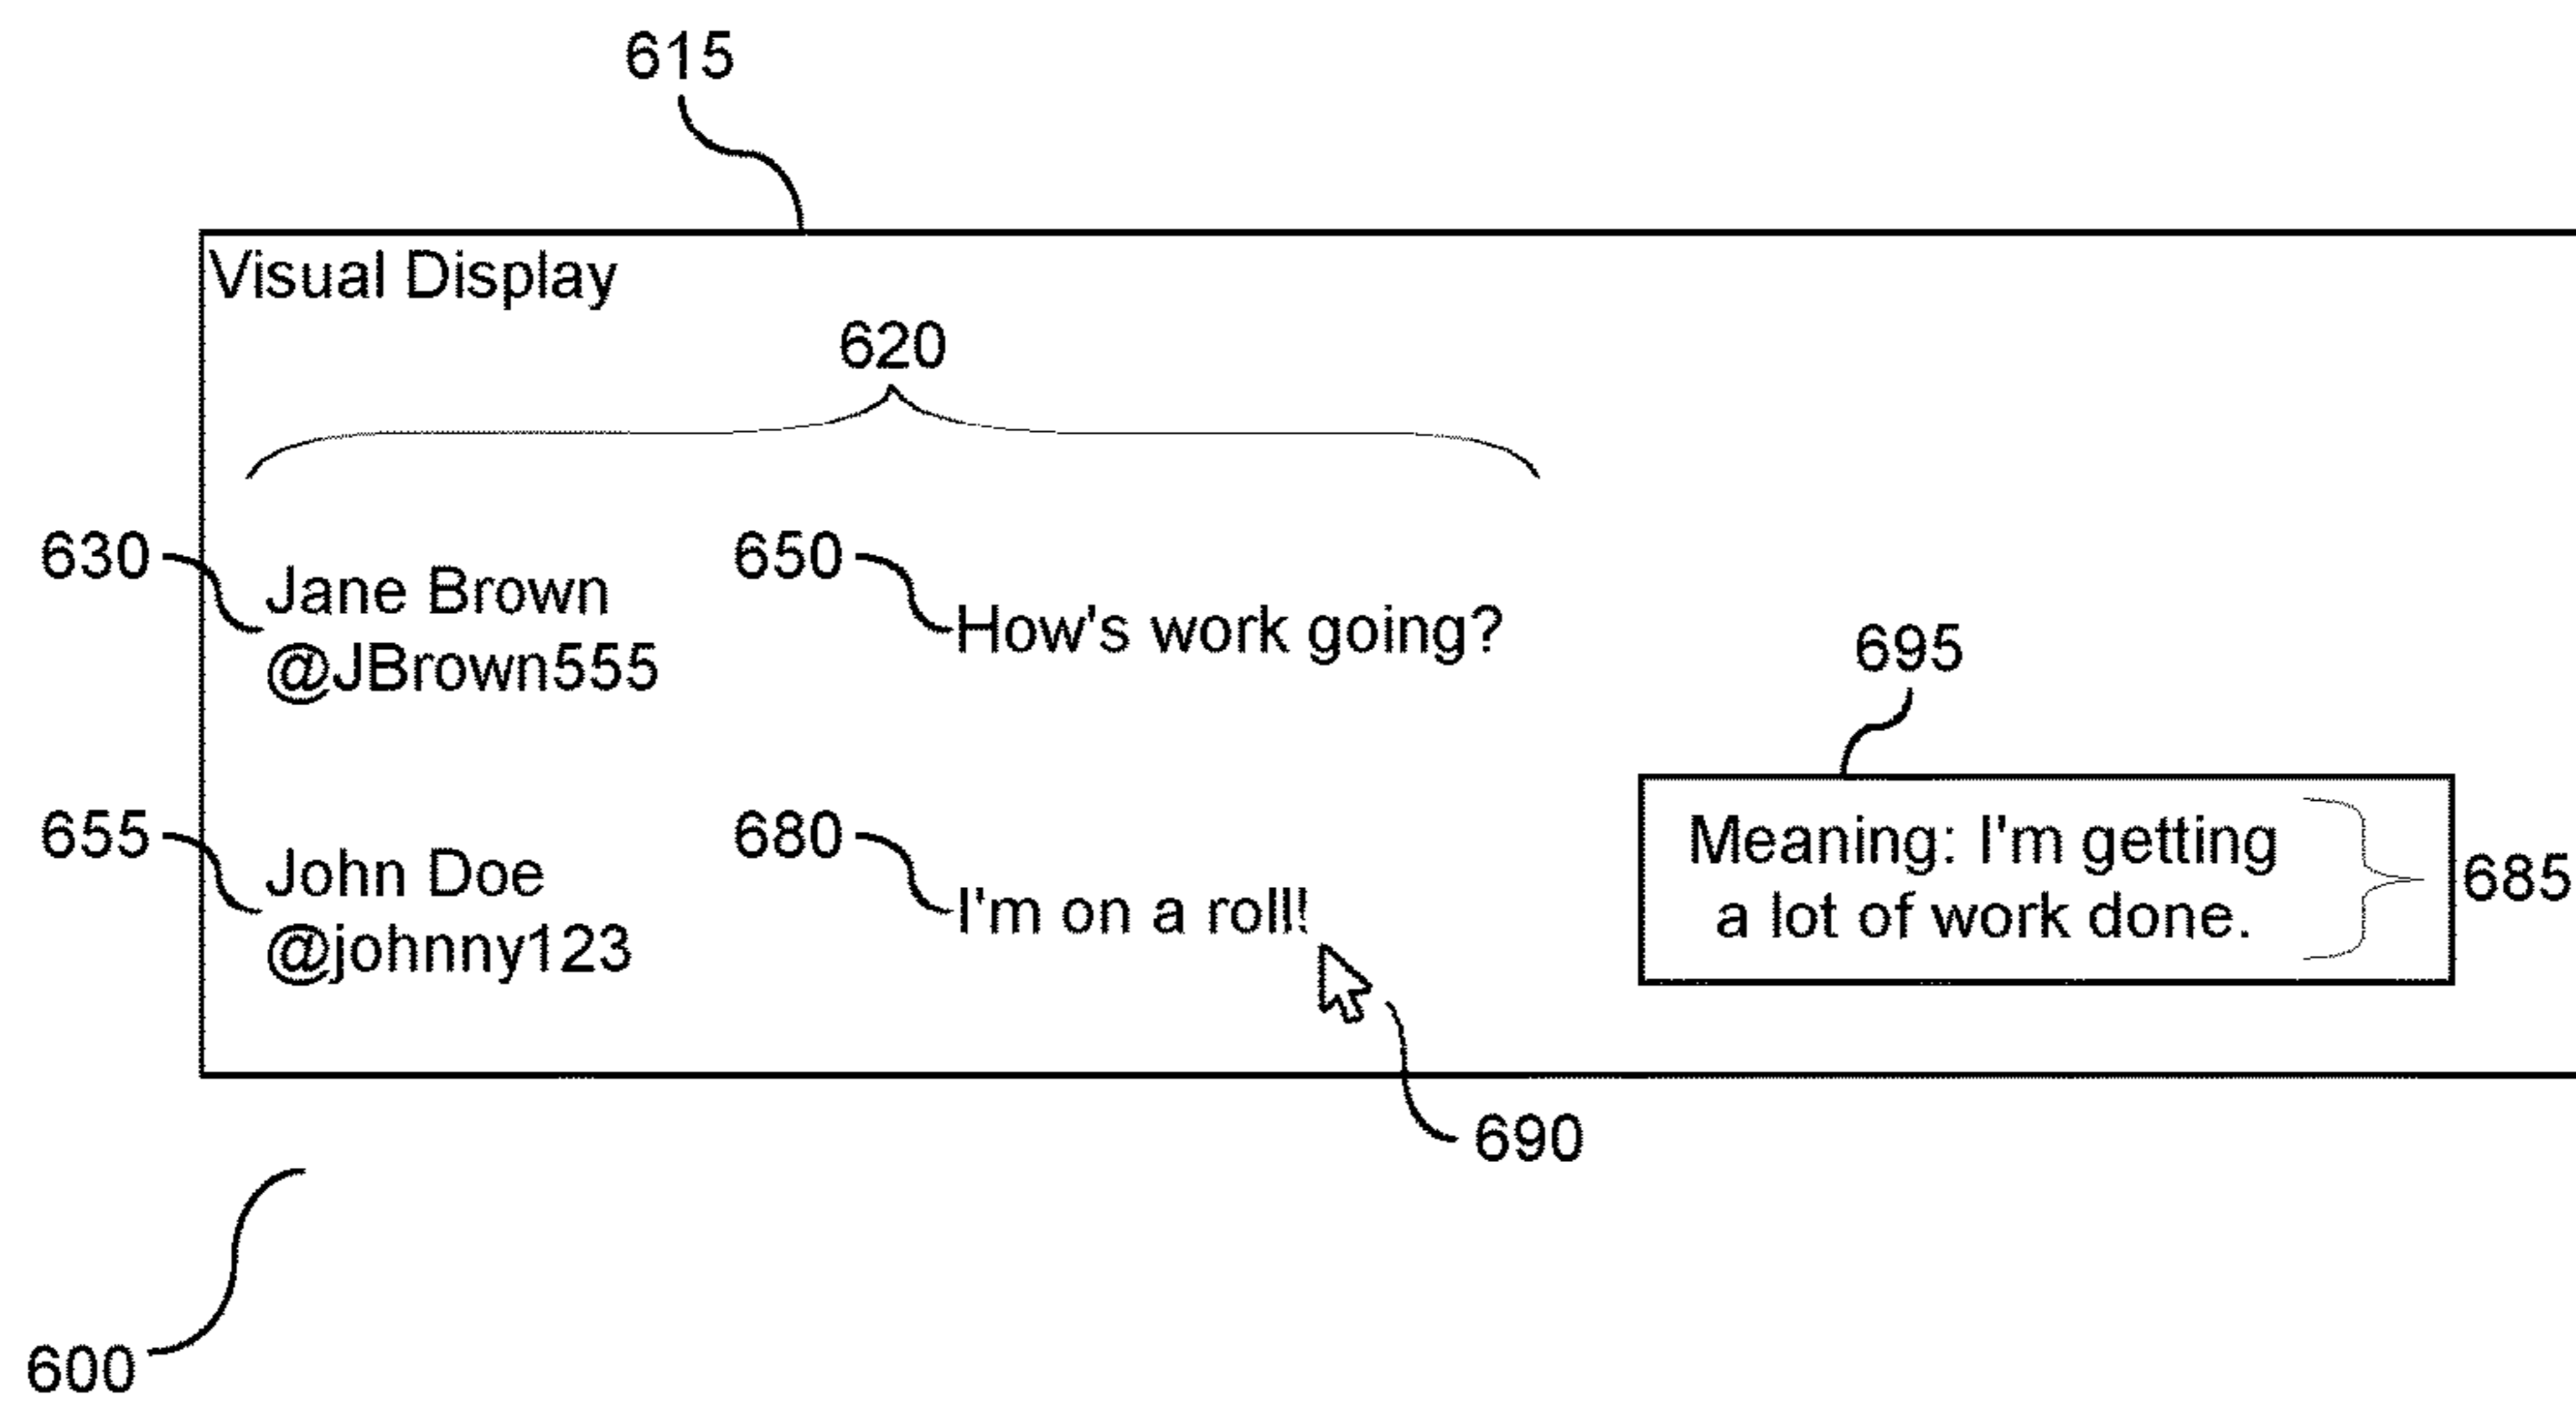 615
Visual Display
620
630
Jane Brown
@JBrown555
650
How's work going?
695
655
John Doe
@johnny123
680
I'm on a roll!
Meaning: I'm getting
a lot of work done.
685
690
600